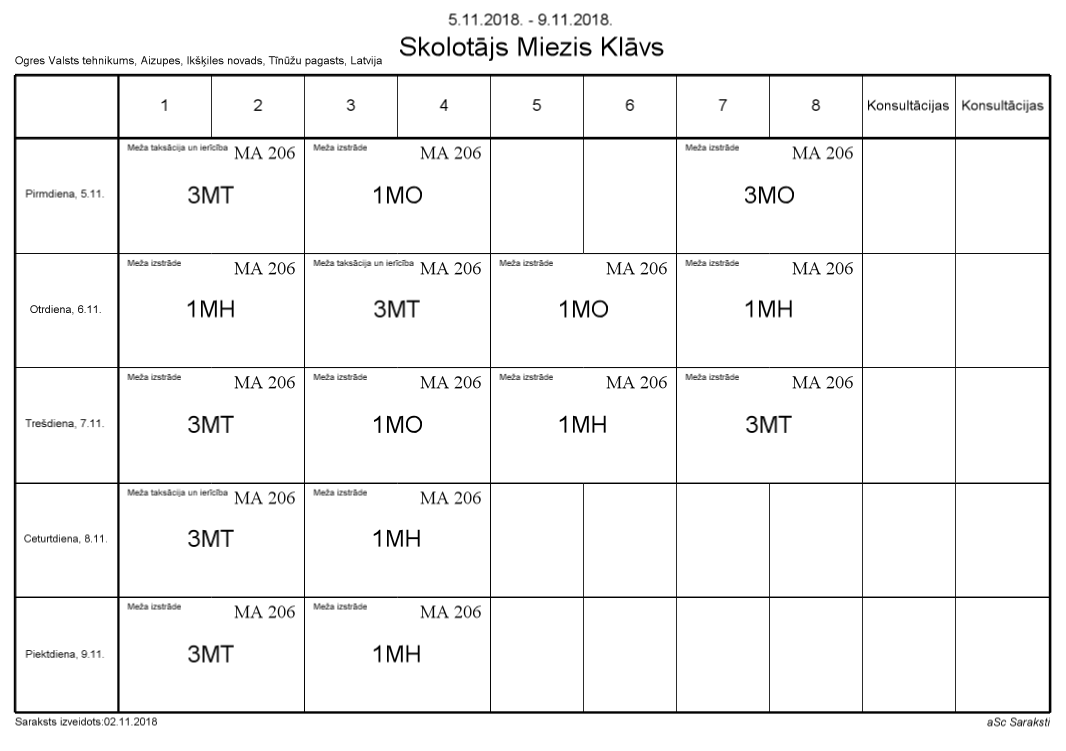 5.11.2018. - 9.11.2018.
Skolotājs Miezis Klāvs
Ogres Valsts tehnikums, Aizupes, Ikšķiles novads, Tīnūžu pagasts, Latvija
1 2 3 4 5 6 7 8 Konsultācijas Konsultācijas
Meža taksācija un ierīcība MA 206 Meža izstrāde MA 206 Meža izstrāde MA 206
Pirmdiena, 5.11. 3MT 1MO 3MO
Meža izstrāde MA 206 Meža taksācija un ierīcība MA 206 Meža izstrāde MA 206 Meža izstrāde MA 206
Otrdiena, 6.11. 1MH 3MT 1MO 1MH
Meža izstrāde MA 206 Meža izstrāde MA 206 Meža izstrāde MA 206 Meža izstrāde MA 206
Trešdiena, 7.11. 3MT 1MO 1MH 3MT
Meža taksācija un ierīcība MA 206 Meža izstrāde MA 206
Ceturtdiena, 8.11. 3MT 1MH
Meža izstrāde MA 206 Meža izstrāde MA 206
Piektdiena, 9.11. 3MT 1MH
Saraksts izveidots:02.11.2018 aSc Saraksti